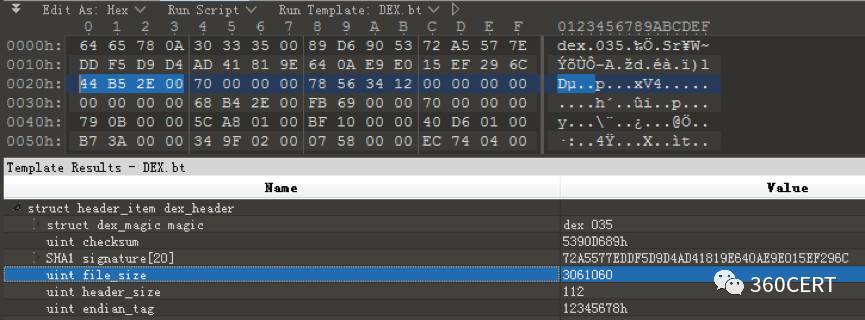 Edit As: Hex Run Script Run Template: DEX.bt
0 1 2 3 4 5 6 7 8 9 A B C D E F 0123456789ABCDEF
0000h: 64 65 78 0A 30 33 35 00 89 D6 90 53 72 A5 57 7E dex.035.‰Ö.Sr¥W~
0010h: DD F5 D9 D4 AD 41 81 9E 64 0A E9 E0 15 EF 29 6C ÝõÙÔ-A.žd.éà.ï)l
0020h: 44 B5 2E 00 70 00 00 00 78 56 34 12 00 00 00 00 Dµ..p...xV4.....
0030h: 00 00 00 00 68 B4 2E 00 FB 69 00 00 70 00 00 00 ....h´..ûi..p...
0040h: 79 0B 00 00 5C A8 01 00 BF 10 00 00 40 D6 01 00 y...\¨..¿...@Ö..
0050h: B7 3A 00 00 34 9F 02 00 07 58 00 00 EC 74 04 00 ·:..4Ÿ...X..ìt..
Template Results - DEX.bt
Name Value
struct header_item dex_header
struct dex_magic magic dex 035
uint checksum 5390D689h
SHA1 signature[20] 72A5577EDDF5D9D4AD41819E640AE9E015EF296C
uint file_size 3061060
uint header_size 112
uint endian_tag 12345678h
360CERT